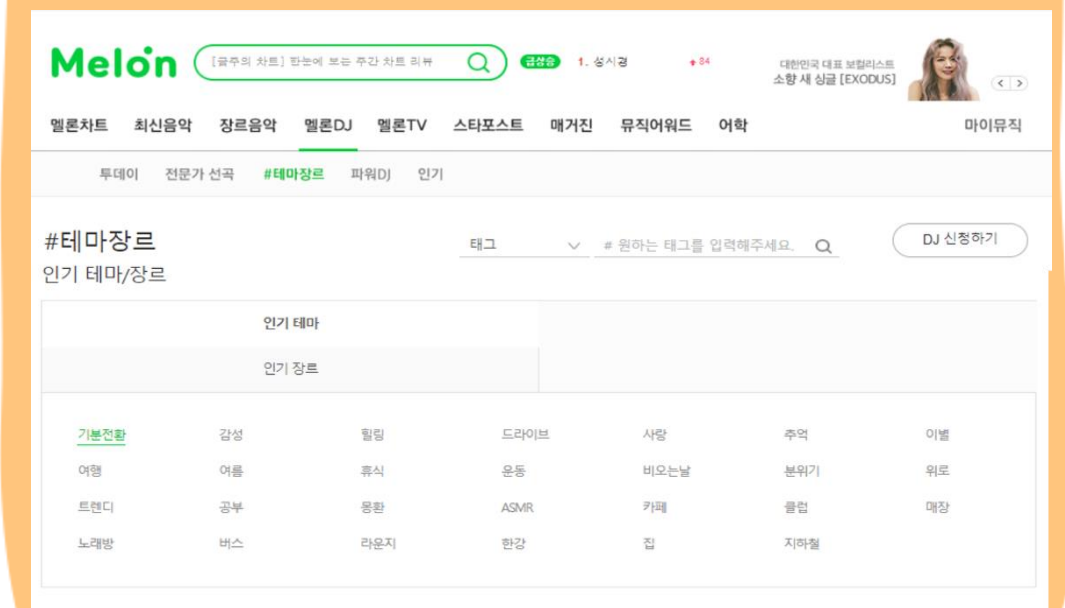 Melon [금주의 차트] 한눈에 보는 주간 차트 리뷰 급상승 1. 성시경 84
대한민국 대표 보컬리스트
소향 새 싱글 [EXODUS]
멜론차트 최신음악 장르음악 멜론DJ 멜론TV 스타포스트 매거진 뮤직어워드 어학 마이뮤직
투데이 전문가 선곡 #테마장르 파워DJ 인기
#테마장르 태그 # 원하는 태그를 입력해주세요. DJ 신청하기
인기 테마/장르
인기 테마
인기 장르
기분전환 감성 힐링 드라이브 사랑 추억 이별
여행 여름 휴식 운동 비오는날 분위기 위로
트렌디 공부 몽환 ASMR 카페 클럽 매장
노래방 버스 라운지 한강 집 지하철